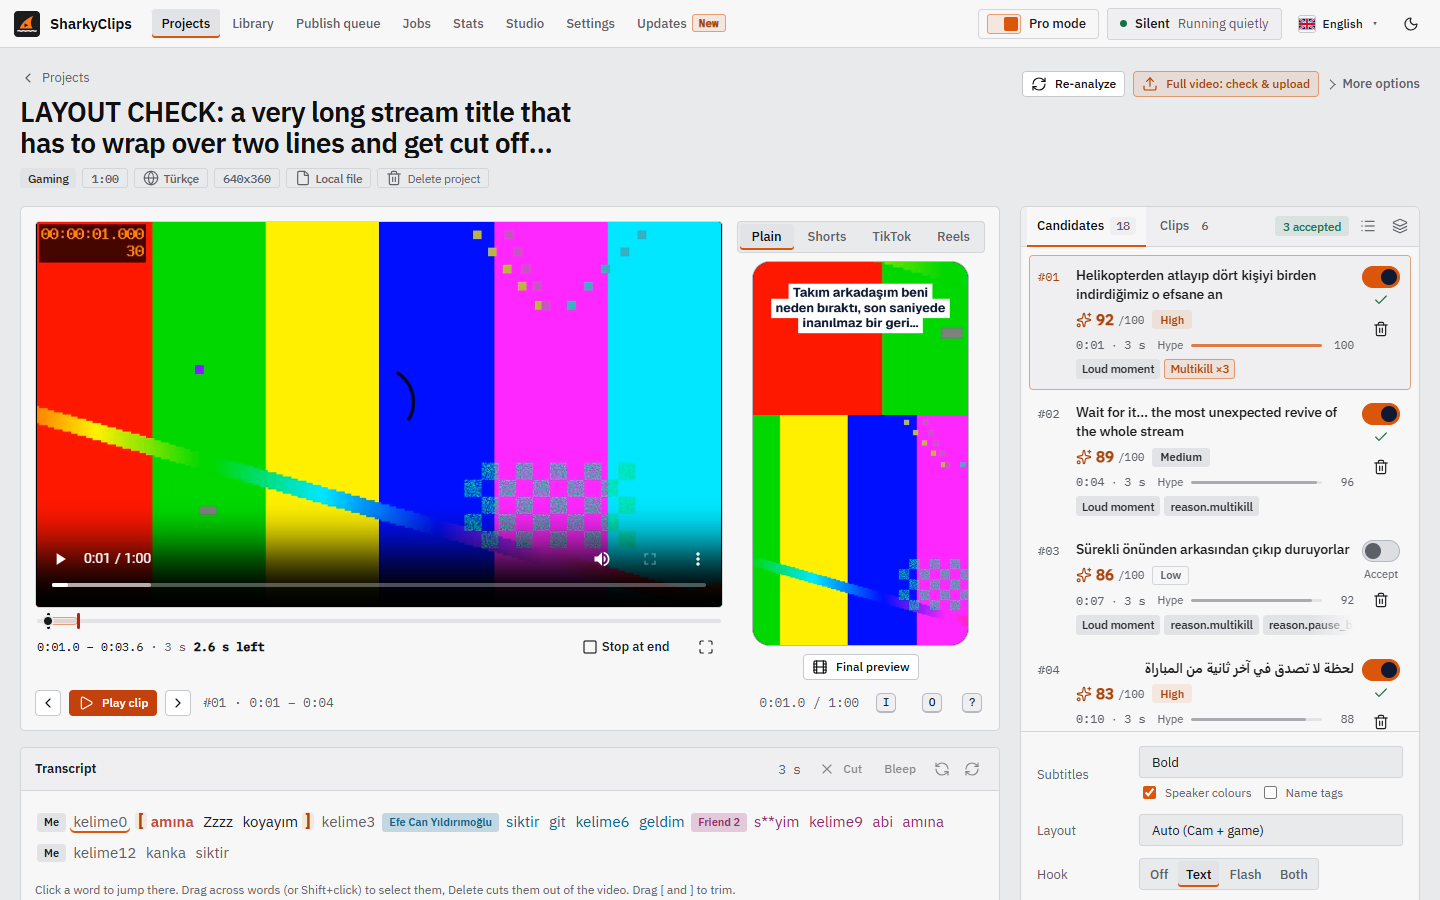 SharkyClips
Projects
Library
Publish queue
Jobs
Stats
Studio
Settings
Updates
New
Pro mode
Silent Running quietly
English
Projects
Re-analyze
Full video: check & upload
More options
LAYOUT CHECK: a very long stream title that
has to wrap over two lines and get cut off...
Gaming
1:00
Türkçe
640x360
Local file
Delete project
00:00:01.000
30
0:01 / 1:00
0:01.0 – 0:03.6 · 3 s 2.6 s left
Stop at end
Play clip
#01 · 0:01 – 0:04
0:01.0 / 1:00
I
O
?
Plain
Shorts
TikTok
Reels
Takım arkadaşım beni
neden bıraktı, son saniyede
inanılmaz bir geri...
Final preview
Transcript
3 s
Cut
Bleep
Me kelime0 [ amına Zzzz koyayım ] kelime3 Efe Can Yıldırımoğlu siktir git kelime6 geldim Friend 2 s**yim kelime9 abi amına
Me kelime12 kanka siktir
Click a word to jump there. Drag across words (or Shift+click) to select them, Delete cuts them out of the video. Drag [ and ] to trim.
Candidates 18
Clips 6
3 accepted
#01
Helikopterden atlayıp dört kişiyi birden
indirdiğimiz o efsane an
92 /100 High
0:01 · 3 s Hype 100
Loud moment
Multikill ×3
#02
Wait for it... the most unexpected revive of
the whole stream
89 /100 Medium
0:04 · 3 s Hype 96
Loud moment
reason.multikill
#03
Sürekli önünden arkasından çıkıp duruyorlar
86 /100 Low
Accept
0:07 · 3 s Hype 92
Loud moment
reason.multikill
reason.pause_b
#04
لحظة لا تصدق في آخر ثانية من المباراة
83 /100 High
0:10 · 3 s Hype 88
Subtitles
Bold
Speaker colours
Name tags
Layout
Auto (Cam + game)
Hook
Off
Text
Flash
Both